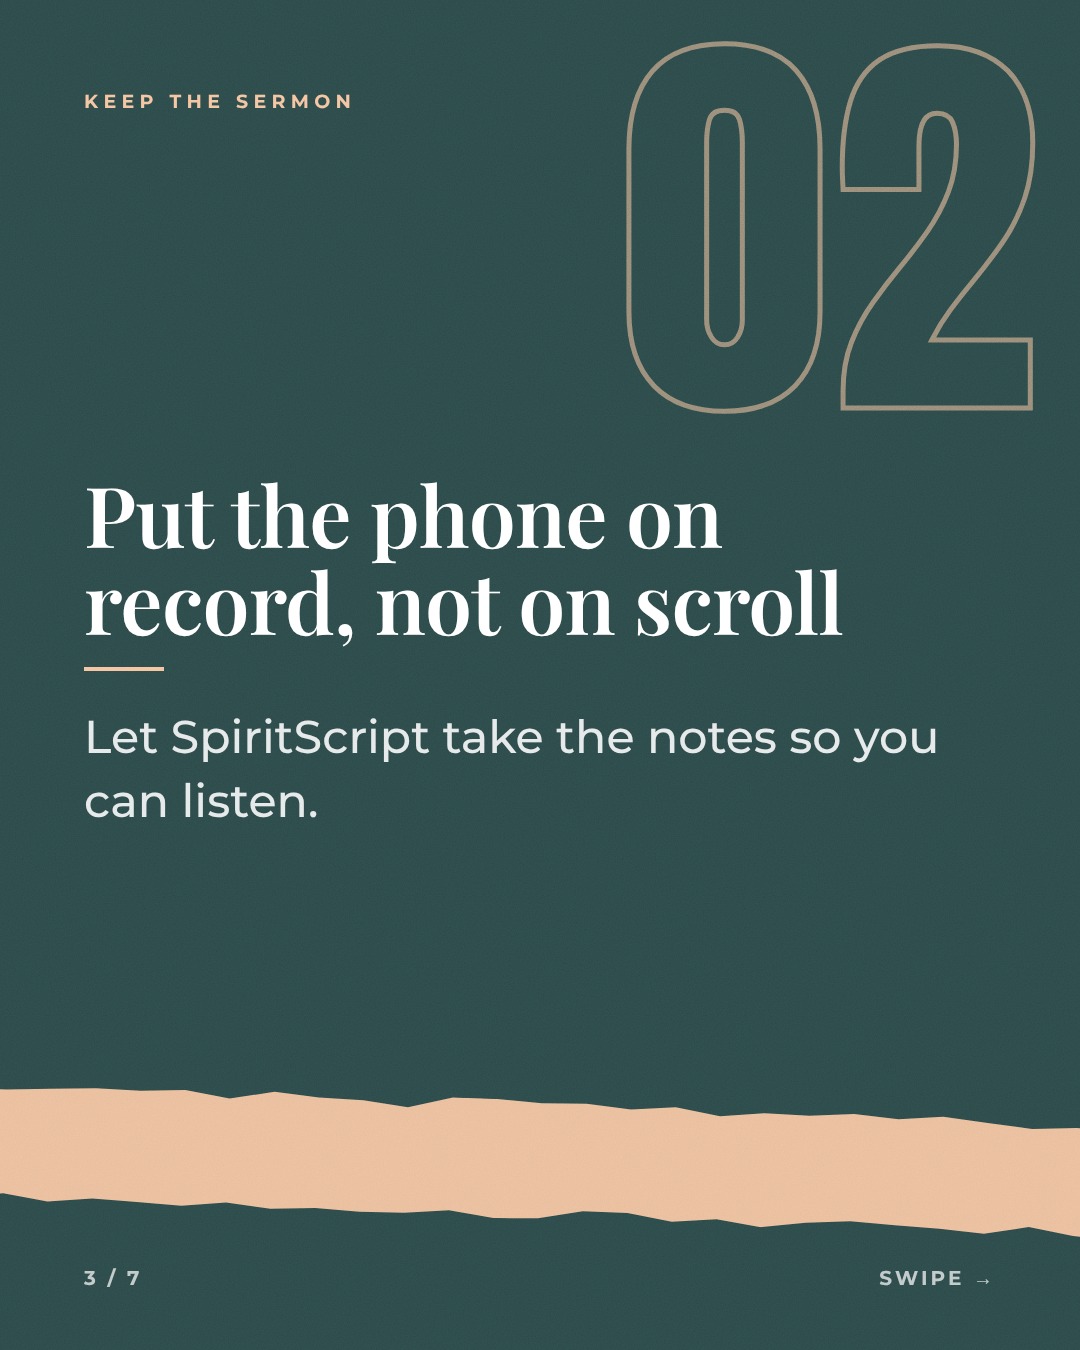 KEEP THE SERMON
02
Put the phone on
record, not on scroll
Let SpiritScript take the notes so you
can listen.
3 / 7
SWIPE →